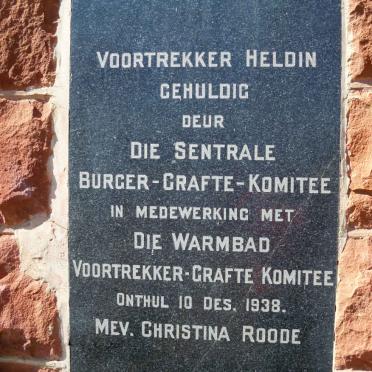 VOORTREKKER HELDIN
GEHULDIG
DEUR
DIE SENTRALE
BURGER-GRAFTE-KOMITEE
IN MEDEWERKING MET
DIE WARMBAD
VOORTREKKER-GRAFTE KOMITEE
ONTHUL 10 DES. 1938.
MEV. CHRISTINA ROODE